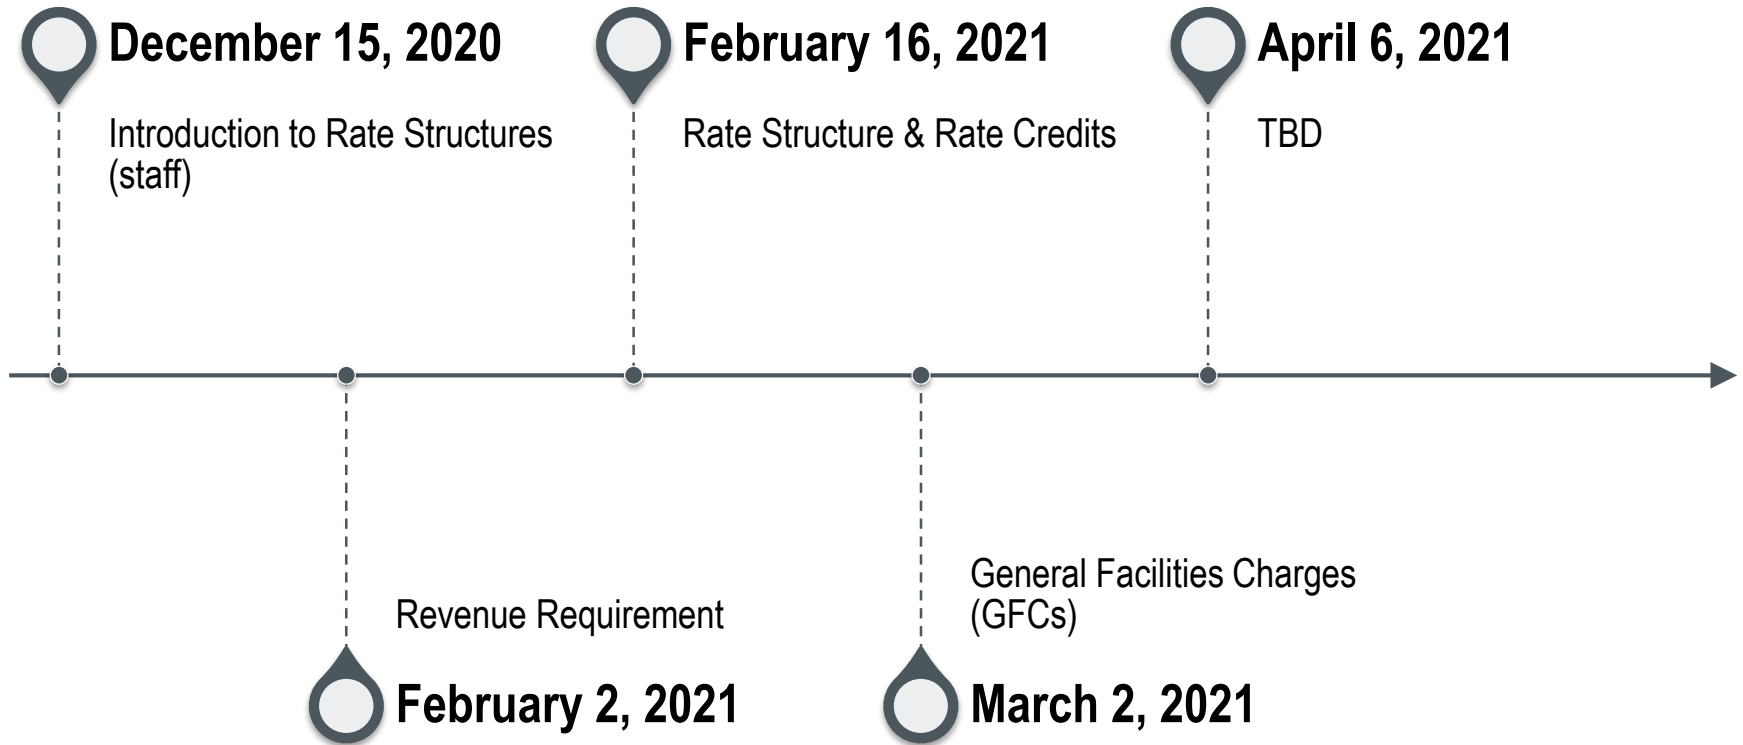 December 15, 2020
Introduction to Rate Structures
(staff)
February 16, 2021
Rate Structure & Rate Credits
April 6, 2021
TBD
Revenue Requirement
February 2, 2021
General Facilities Charges
(GFCs)
March 2, 2021